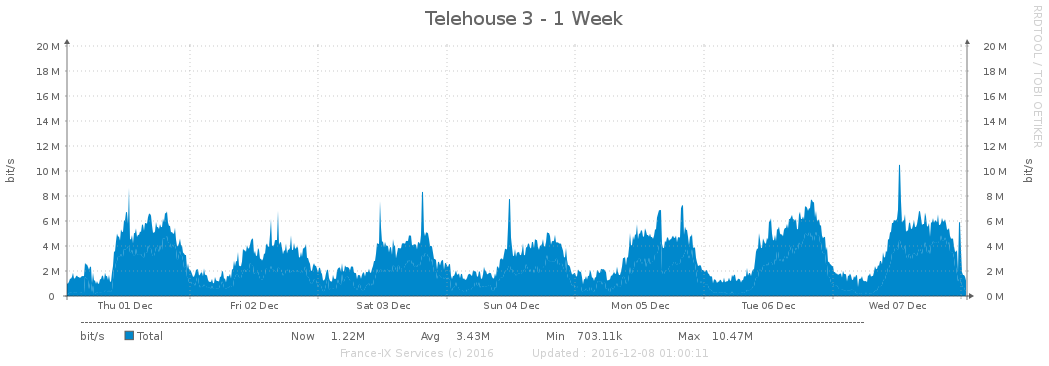 Telehouse 3 - 1 Week
RRDTOOL / TOBI OETIKER
bit/s
20 M 20 M
18 M 18 M
16 M 16 M
14 M 14 M
12 M 12 M
10 M 10 M
8 M 8 M
6 M 6 M
4 M 4 M
2 M 2 M
0 0 M
bit/s
Thu 01 Dec Fri 02 Dec Sat 03 Dec Sun 04 Dec Mon 05 Dec Tue 06 Dec Wed 07 Dec
bit/s Total Now 1.22M Avg 3.43M Min 703.11k Max 10.47M
France-IX Services (c) 2016 Updated : 2016-12-08 01:00:11